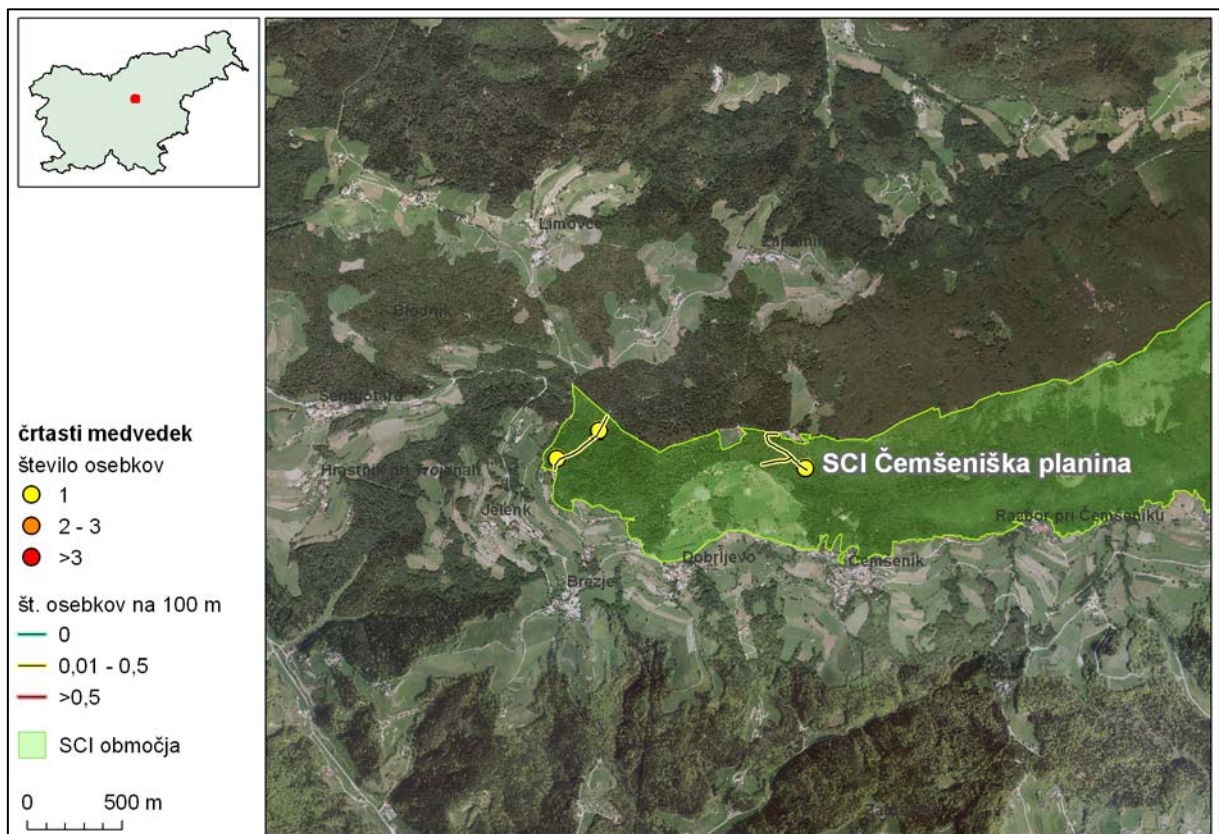 črtasti medvedek
število osebkov
1
2 - 3
>3
št. osebkov na 100 m
0
0,01 - 0,5
>0,5
SCI območja
0 500 m
Limovce
Zaplanina
Blodnik
Šentgotard
Hrastnik pri Trojanah
SCI Čemšeniška planina
Jelenk
Razbor pri Čemšeniku
Dobrljevo
Čemšenik
Brezje